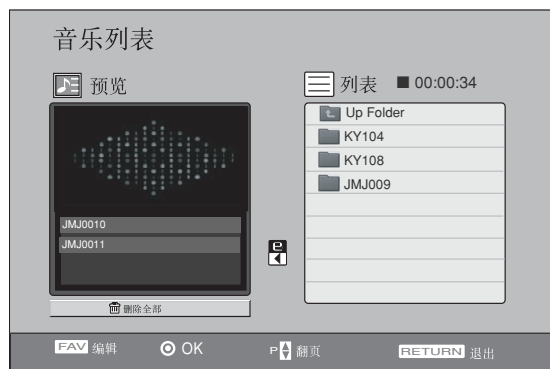 音乐列表
预览
列表 00:00:34
Up Folder
KY104
KY108
JMJ009
JMJ0010
JMJ0011
删除全部
FAV 编辑 OK P 翻页 RETURN 退出